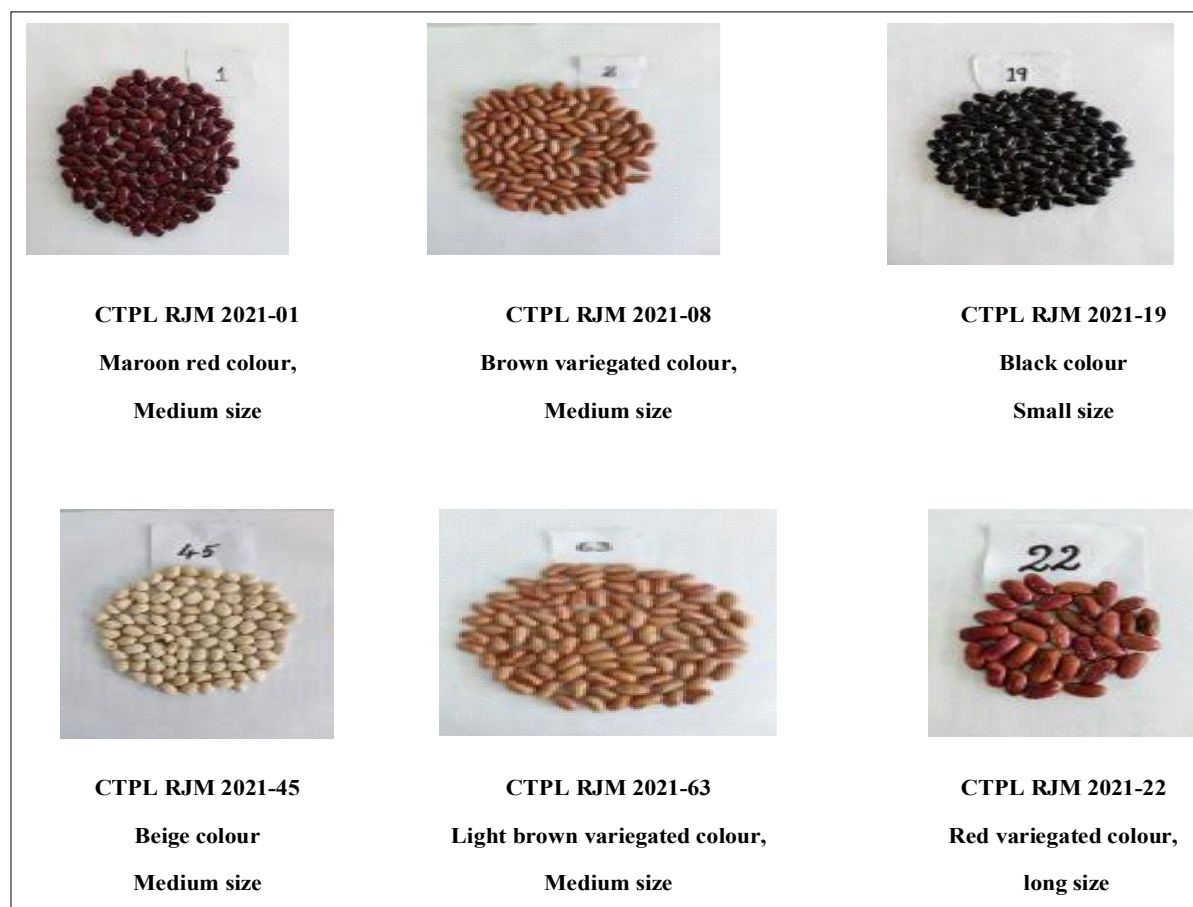 1
19
CTPL RJM 2021-01
CTPL RJM 2021-08
CTPL RJM 2021-19
Maroon red colour,
Brown variegated colour,
Black colour
Medium size
Medium size
Small size
45
63
22
CTPL RJM 2021-45
CTPL RJM 2021-63
CTPL RJM 2021-22
Beige colour
Light brown variegated colour,
Red variegated colour,
Medium size
Medium size
long size